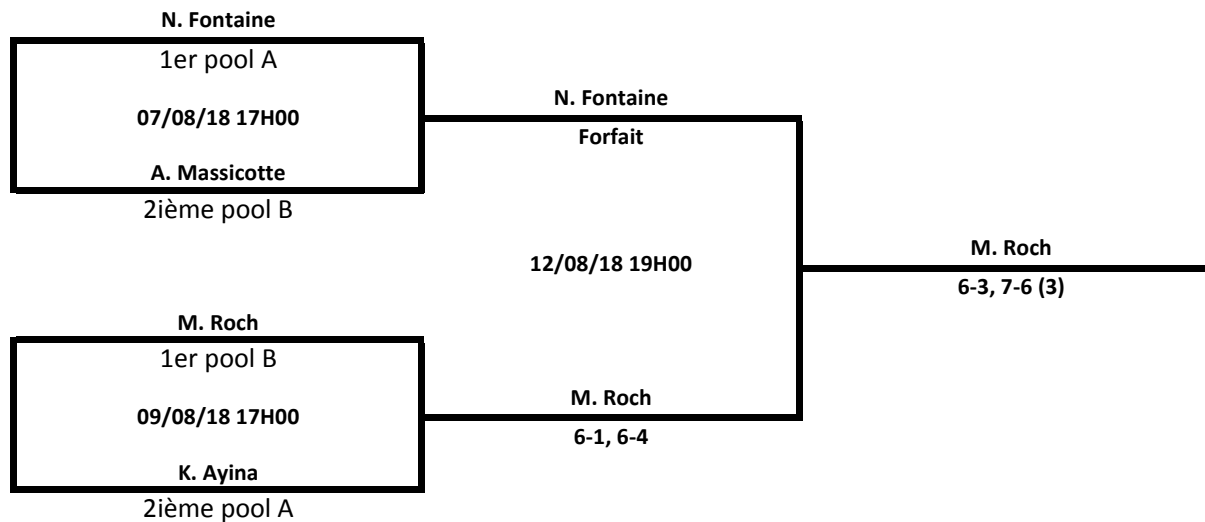 N. Fontaine
1er pool A
07/08/18 17H00
A. Massicotte
2ième pool B
N. Fontaine
Forfait
12/08/18 19H00
M. Roch
6-3, 7-6 (3)
M. Roch
1er pool B
09/08/18 17H00
K. Ayina
2ième pool A
M. Roch
6-1, 6-4